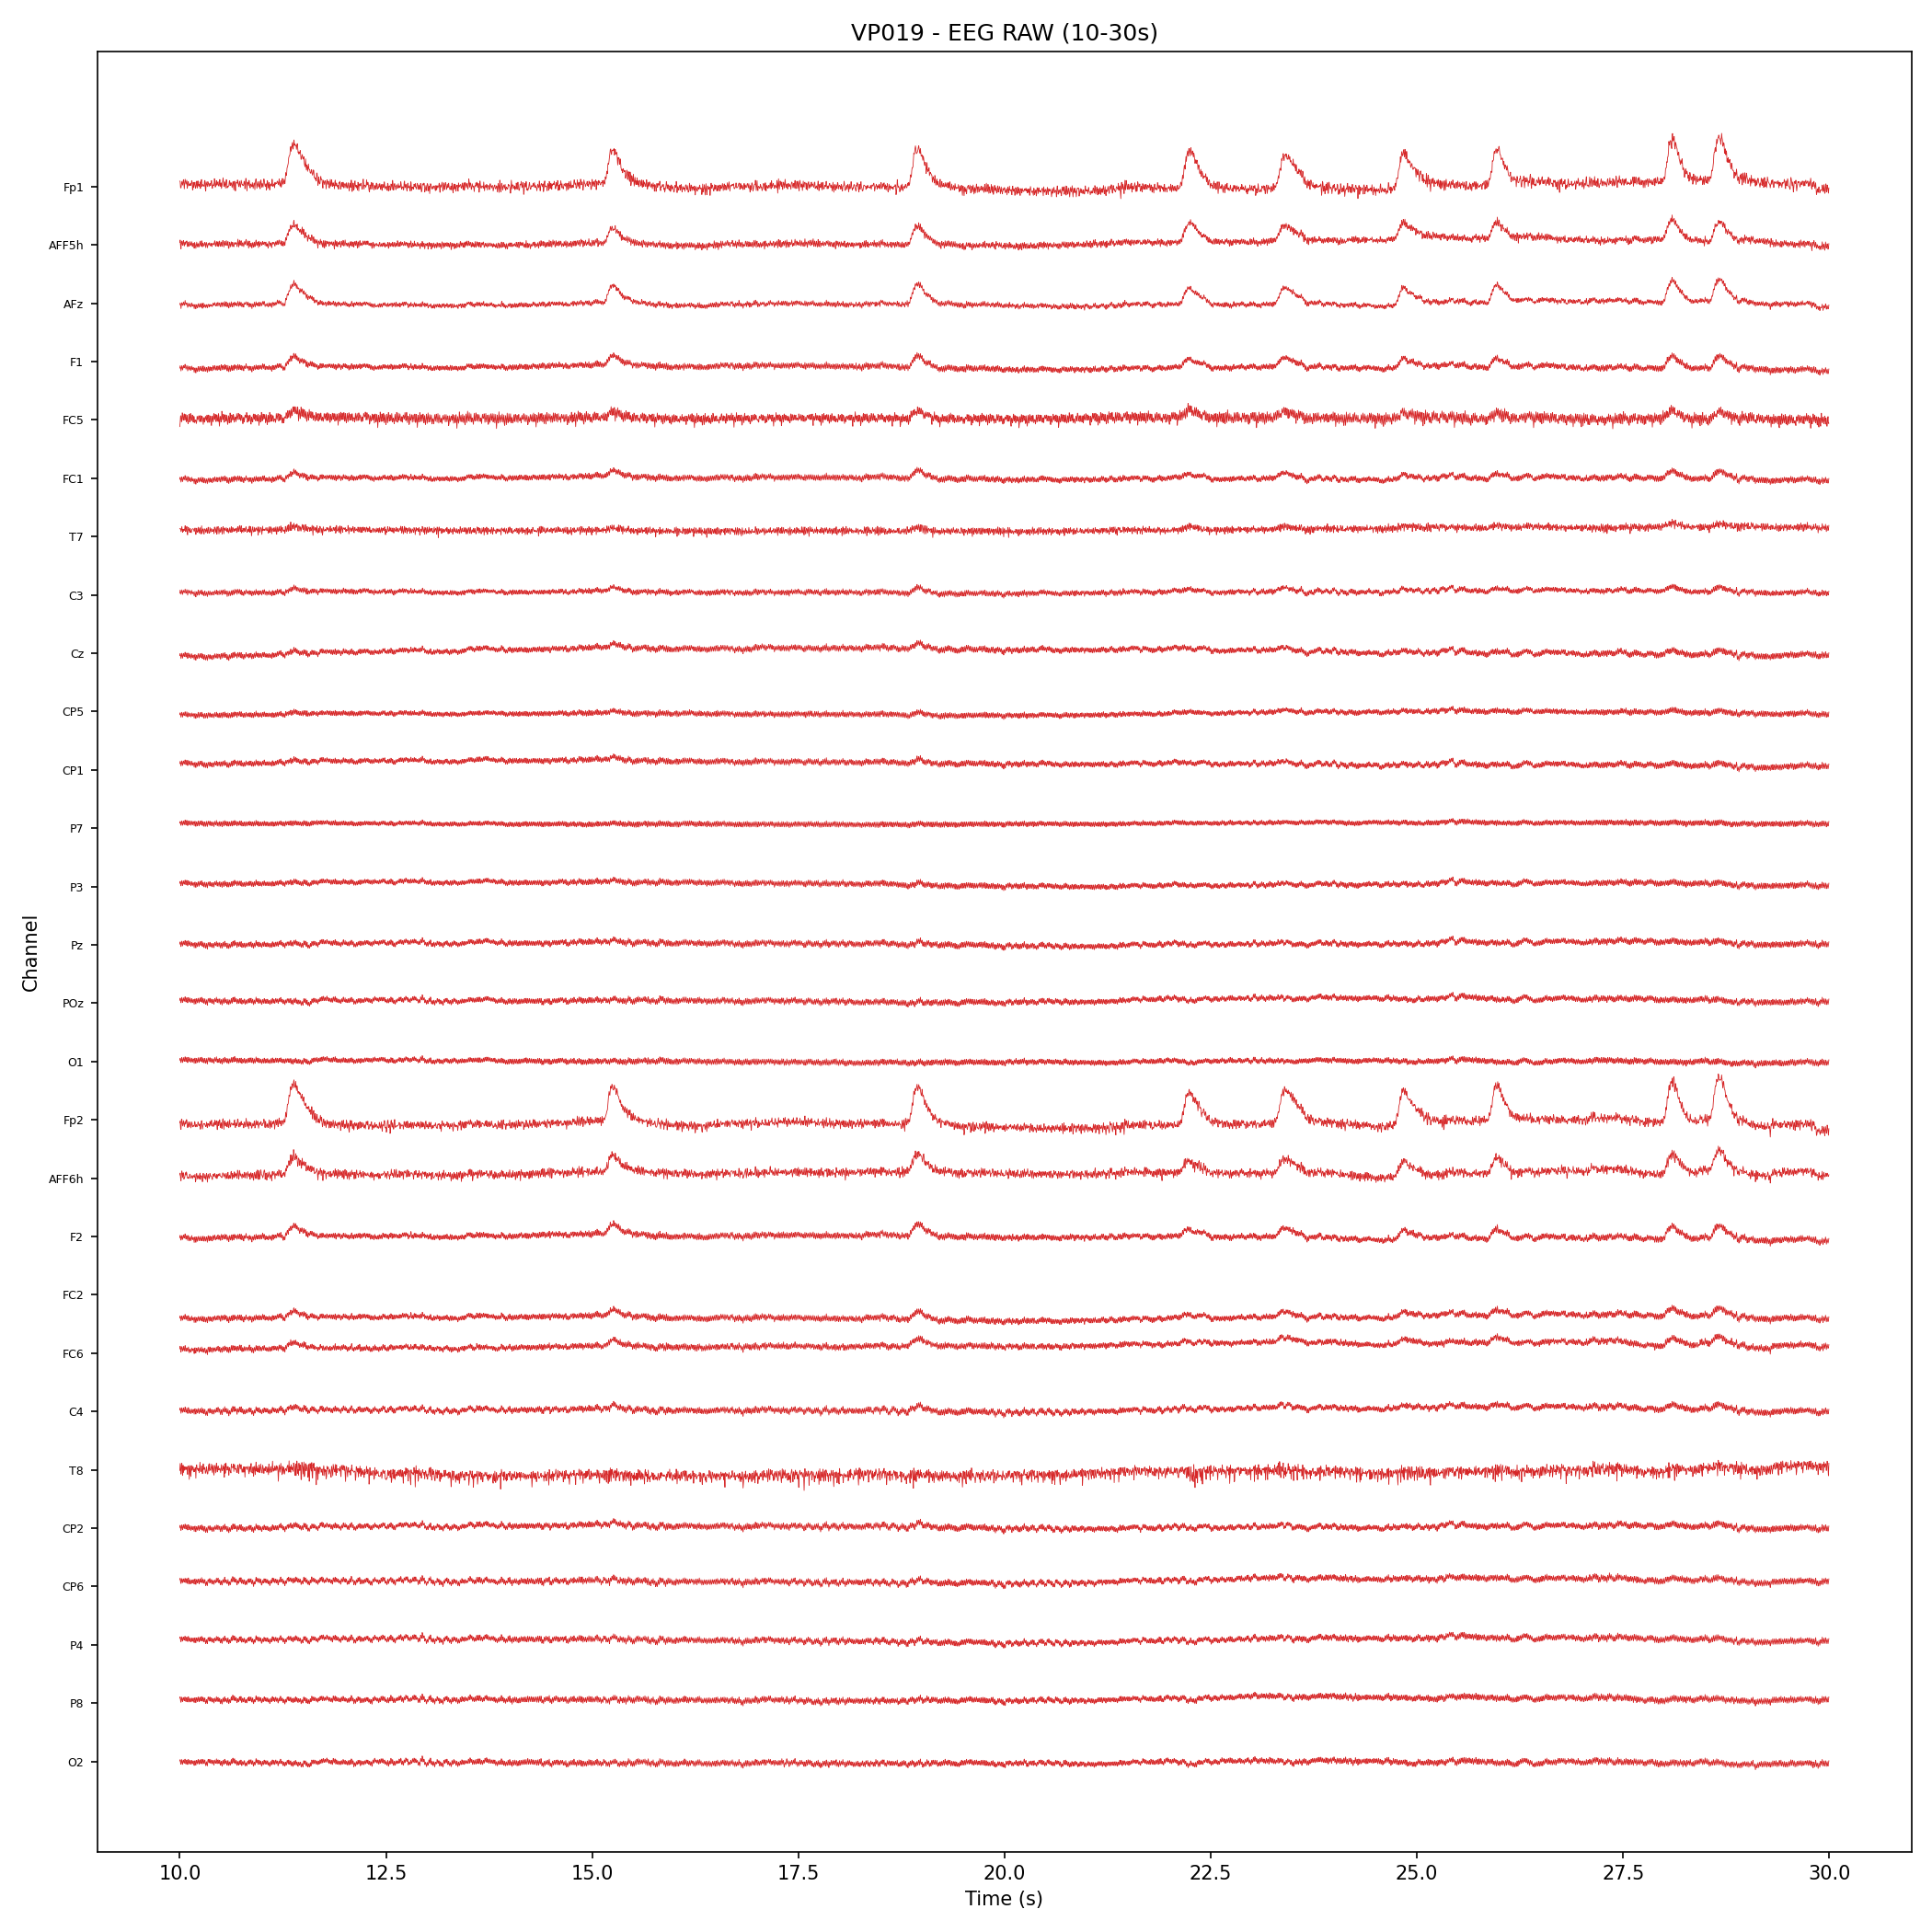 VP019 - EEG RAW (10-30s)
Channel
Fp1
AFF5h
AFz
F1
FC5
FC1
T7
C3
Cz
CP5
CP1
P7
P3
Pz
POz
O1
Fp2
AFF6h
F2
FC2
FC6
C4
T8
CP2
CP6
P4
P8
O2
10.0 12.5 15.0 17.5 20.0 22.5 25.0 27.5 30.0
Time (s)